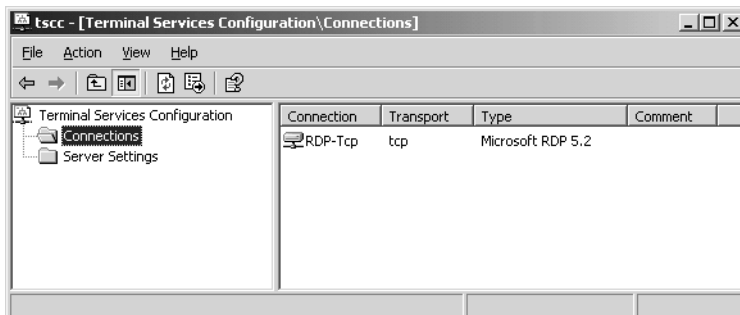 tscc - [Terminal Services Configuration\Connections]
File Action View Help
Terminal Services Configuration
Connections
Server Settings
Connection Transport Type Comment
RDP-Tcp tcp Microsoft RDP 5.2